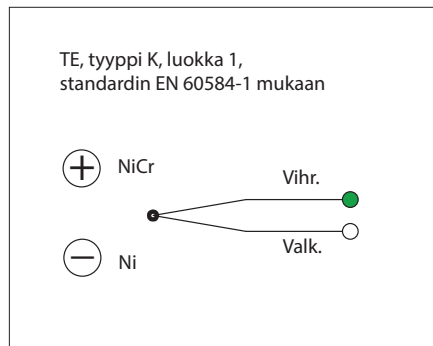 TE, tyyppi K, luokka 1,
standardin EN 60584-1 mukaan
+ NiCr
Vihr.
Valk.
− Ni